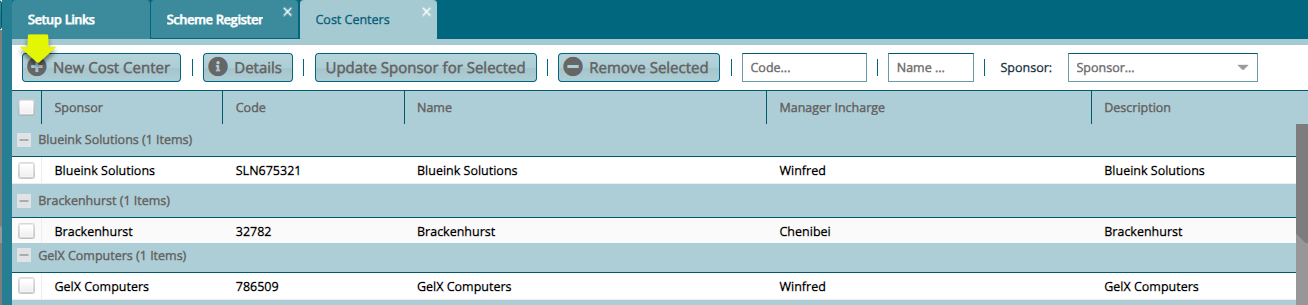 Setup Links Scheme Register Cost Centers
New Cost Center Details Update Sponsor for Selected Remove Selected Code... Name ... Sponsor: Sponsor...
Sponsor Code Name Manager Incharge Description
Blueink Solutions (1 Items)
Blueink Solutions SLN675321 Blueink Solutions Winfred Blueink Solutions
Brackenhurst (1 Items)
Brackenhurst 32782 Brackenhurst Chenibei Brackenhurst
GelX Computers (1 Items)
GelX Computers 786509 GelX Computers Winfred GelX Computers